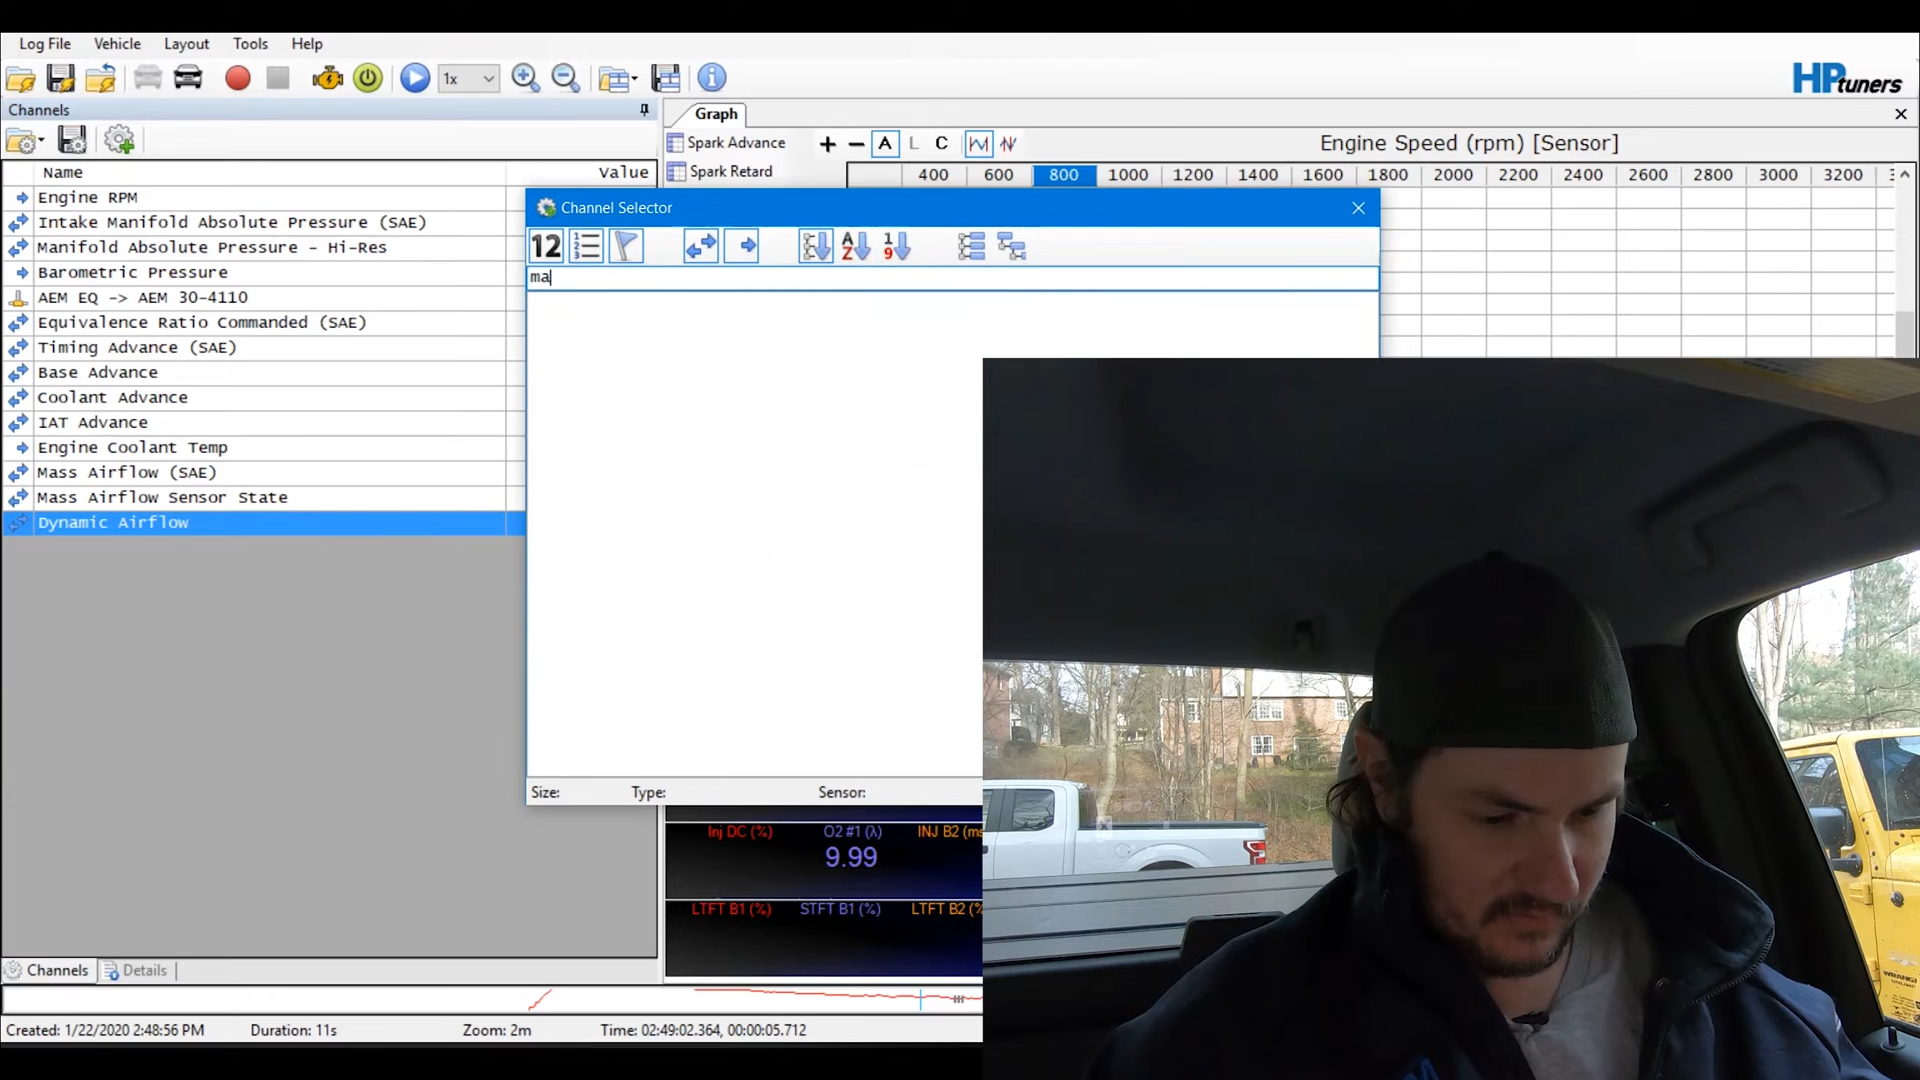 Log File Vehicle Layout Tools Help
1x
HPtuners
Channels
Graph
Name Value
Engine RPM
Intake Manifold Absolute Pressure (SAE)
Manifold Absolute Pressure - Hi-Res
Barometric Pressure
AEM EQ -> AEM 30-4110
Equivalence Ratio Commanded (SAE)
Timing Advance (SAE)
Base Advance
Coolant Advance
IAT Advance
Engine Coolant Temp
Mass Airflow (SAE)
Mass Airflow Sensor State
Dynamic Airflow
Spark Advance
Spark Retard
A L C
Engine Speed (rpm) [Sensor]
400 600 800 1000 1200 1400 1600 1800 2000 2200 2400 2600 2800 3000 3200
Channel Selector
12
ma
Size: Type: Sensor:
Inj DC (%) O2 #1 (λ) INJ B2 (ms
9.99
LTFT B1 (%) STFT B1 (%) LTFT B2 (%
Channels Details
Created: 1/22/2020 2:48:56 PM Duration: 11s Zoom: 2m Time: 02:49:02.364, 00:00:05.712
WRANGL